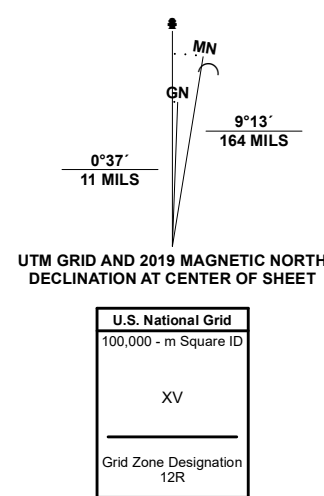 MN
GN
9°13´
164 MILS
0°37´
11 MILS
UTM GRID AND 2019 MAGNETIC NORTH
DECLINATION AT CENTER OF SHEET
U.S. National Grid
100,000 - m Square ID
XV
Grid Zone Designation
12R